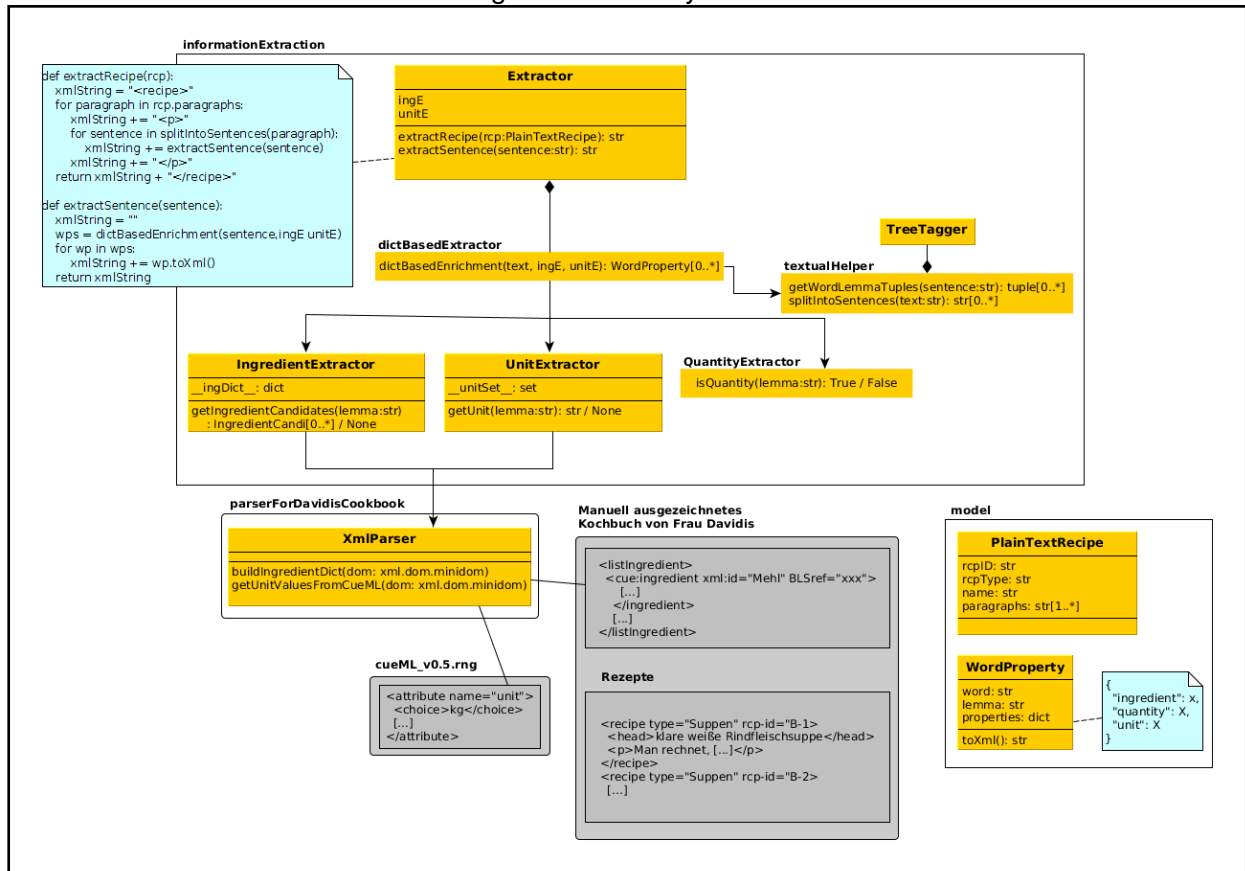 informationExtraction
def extractRecipe(rcp):
xmlString = "<recipe>"
for paragraph in rcp.paragraphs:
xmlString += "<p>"
for sentence in splitIntoSentences(paragraph):
xmlString += extractSentence(sentence)
xmlString += "</p>"
return xmlString + "</recipe>"
def extractSentence(sentence):
xmlString = ""
wps = dictBasedEnrichment(sentence,ingE unitE)
for wp in wps:
xmlString += wp.toXml()
return xmlString
Extractor
ingE
unitE
extractRecipe(rcp:PlainTextRecipe): str
extractSentence(sentence:str): str
dictBasedExtractor
dictBasedEnrichment(text, ingE, unitE): WordProperty[0..*]
TreeTagger
textualHelper
getWordLemmaTuples(sentence:str): tuple[0..*]
splitIntoSentences(text:str): str[0..*]
IngredientExtractor
__ingDict__: dict
getIngredientCandidates(lemma:str)
: IngredientCandi[0..*] / None
UnitExtractor
__unitSet__: set
getUnit(lemma:str): str / None
QuantityExtractor
isQuantity(lemma:str): True / False
parserForDavidisCookbook
XmlParser
buildIngredientDict(dom: xml.dom.minidom)
getUnitValuesFromCueML(dom: xml.dom.minidom)
cueML_v0.5.rng
<attribute name="unit">
<choice>kg</choice>
[...]
</attribute>
Manuell ausgezeichnetes
Kochbuch von Frau Davidis
<listIngredient>
<cue:ingredient xml:id="Mehl" BLSref="xxx">
[...]
</ingredient>
[...]
</listIngredient>
Rezepte
<recipe type="Suppen" rcp-id="B-1>
<head>klare weiße Rindfleischsuppe</head>
<p>Man rechnet, [...]</p>
</recipe>
<recipe type="Suppen" rcp-id="B-2>
[...]
model
PlainTextRecipe
rcpID: str
rcpType: str
name: str
paragraphs: str[1..*]
WordProperty
word: str
lemma: str
properties: dict
toXml(): str
{
"ingredient": x,
"quantity": X,
"unit": X
}